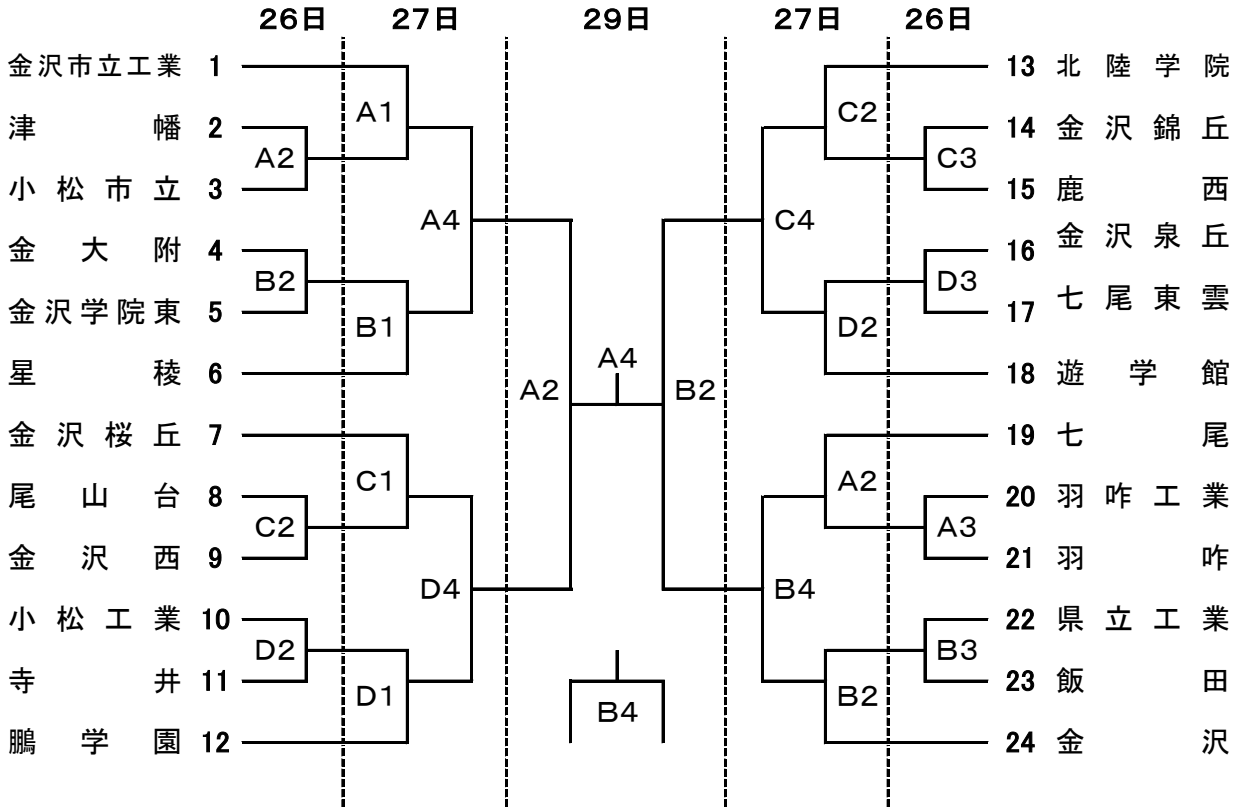 26日 27日 29日 27日 26日
金沢市立工業 1
津幡 2
小松市立 3
金大附 4
金沢学院東 5
星稜 6
金沢桜丘 7
尾山台 8
金沢西 9
小松工業 10
寺井 11
鵬学園 12
A2
B2
C2
D2
A1
B1
C1
D1
A4
D4
A2
A4
B4
B2
C4
B4
C2
D2
A2
B2
C3
D3
A3
B3
13 北陸学院
14 金沢錦丘
15 鹿西
16 金沢泉丘
17 七尾東雲
18 遊学館
19 七尾
20 羽咋工業
21 羽咋
22 県立工業
23 飯田
24 金沢